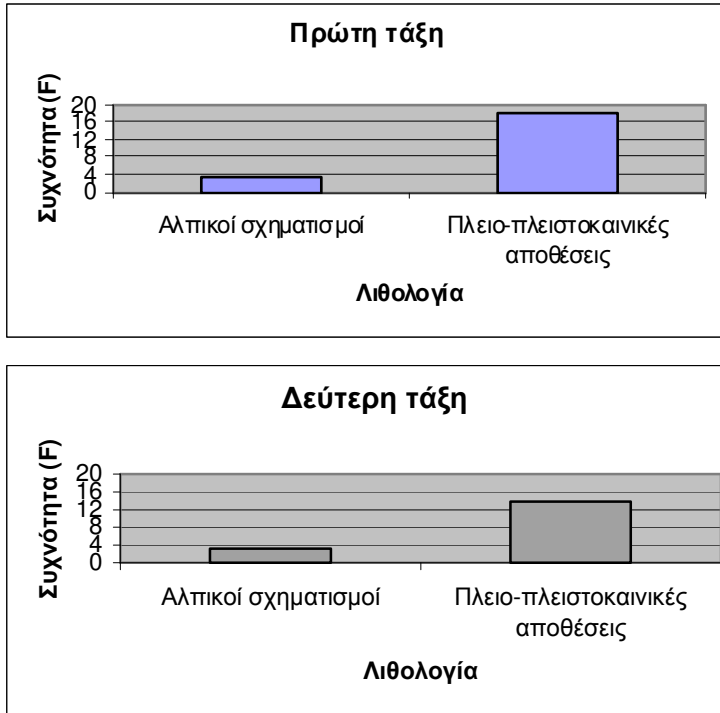 Πρώτη τάξη
Συχνότητα (F)
20
16
12
8
4
0
Αλπικοί σχηματισμοί
Πλειο-πλειστοκαινικές
αποθέσεις
Λιθολογία
Δεύτερη τάξη
Συχνότητα (F)
20
16
12
8
4
0
Αλπικοί σχηματισμοί
Πλειο-πλειστοκαινικές
αποθέσεις
Λιθολογία